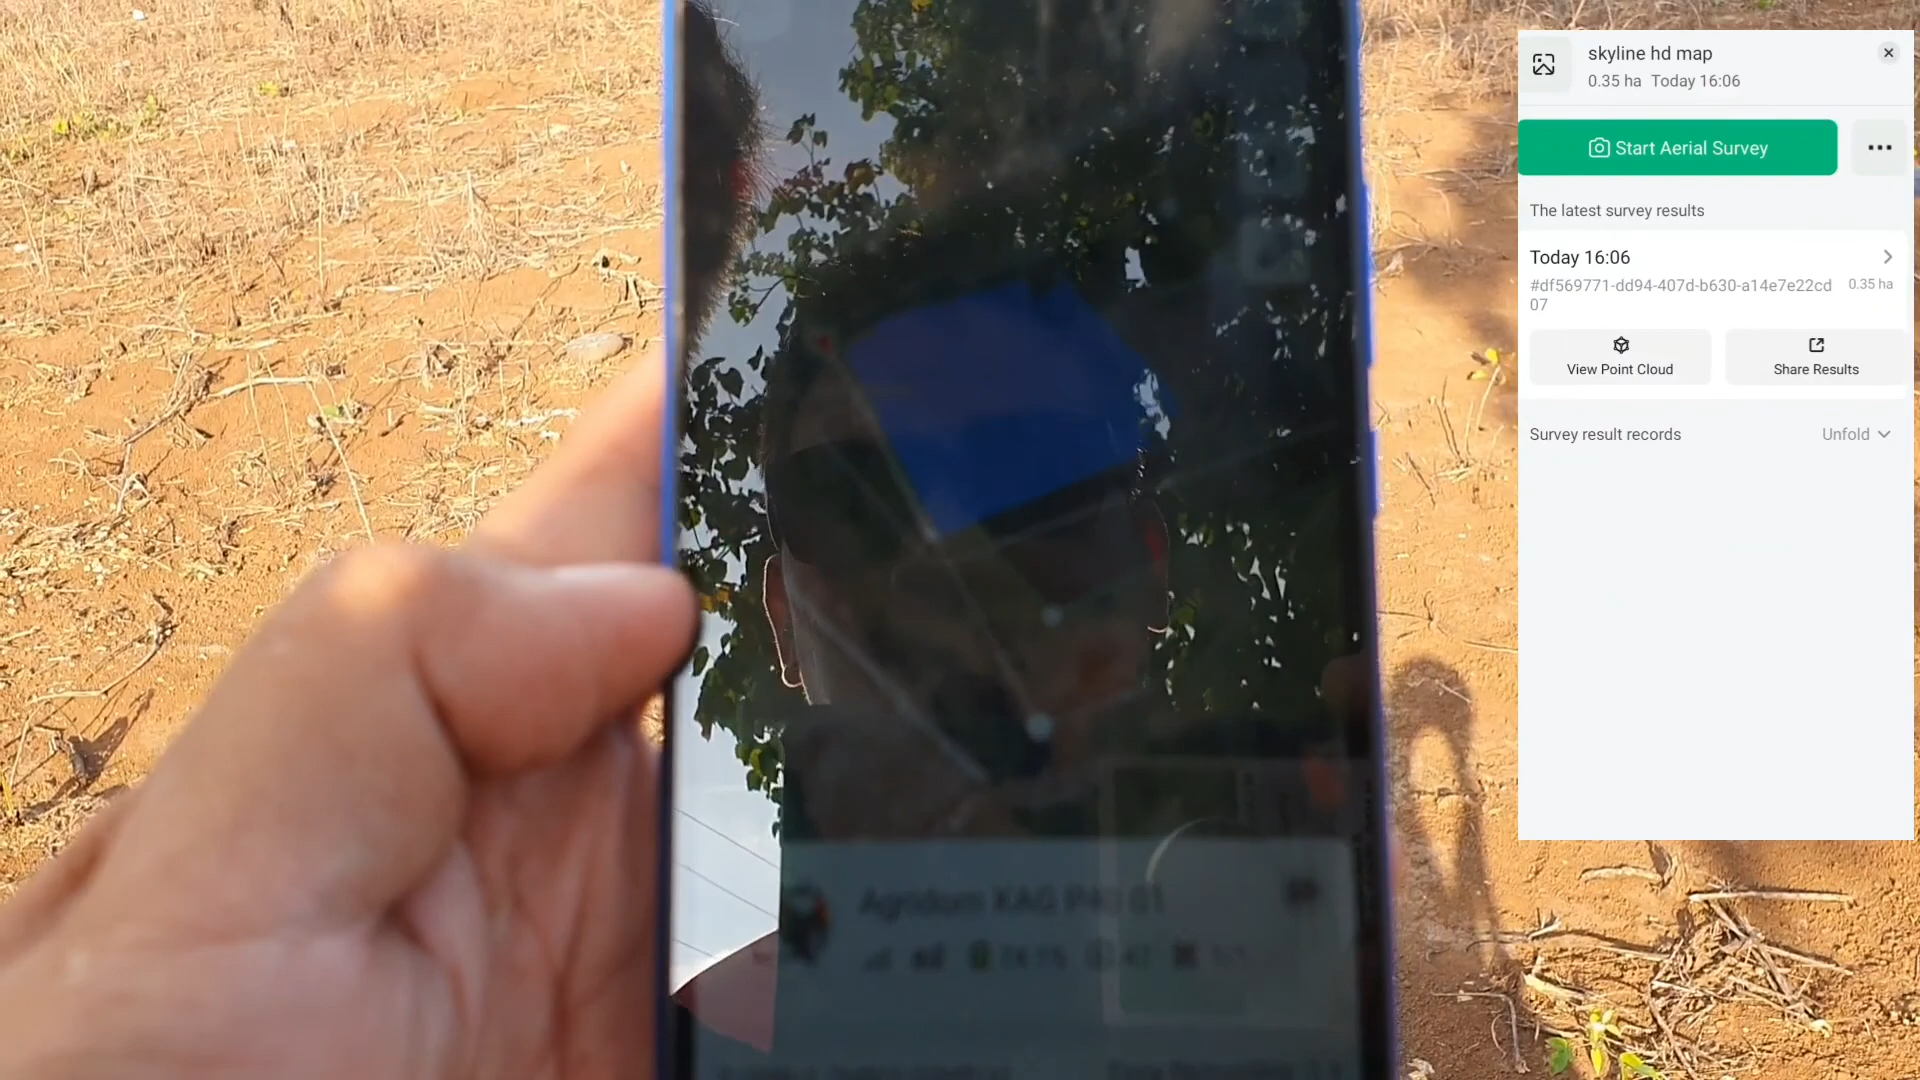 skyline hd map
0.35 ha Today 16:06
Start Aerial Survey
The latest survey results
Today 16:06
#df569771-dd94-407d-b630-a14e7e22cd
07
0.35 ha
View Point Cloud
Share Results
Survey result records
Unfold